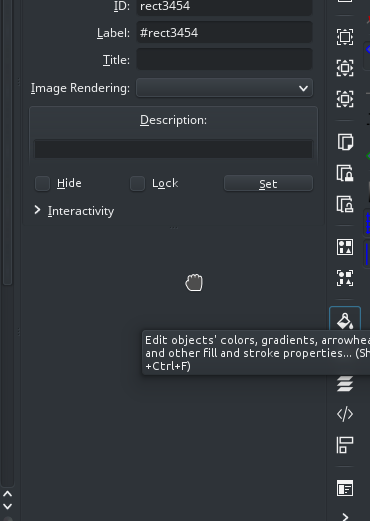 ID: rect3454
Label: #rect3454
Title:
Image Rendering:
Description:
Hide Lock Set
Interactivity
Edit objects' colors, gradients, arrowhea
and other fill and stroke properties... (Sh
+Ctrl+F)